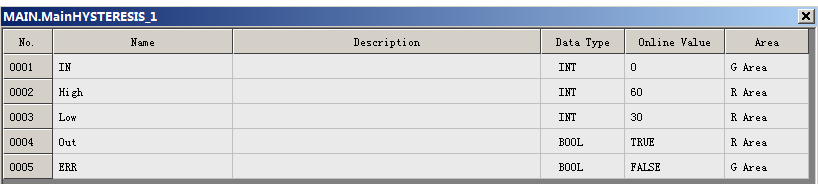 MAIN.MainHYSTERESIS_1
No. Name Description Data Type Online Value Area
0001 IN INT 0 G Area
0002 High INT 60 R Area
0003 Low INT 30 R Area
0004 Out BOOL TRUE R Area
0005 ERR BOOL FALSE G Area